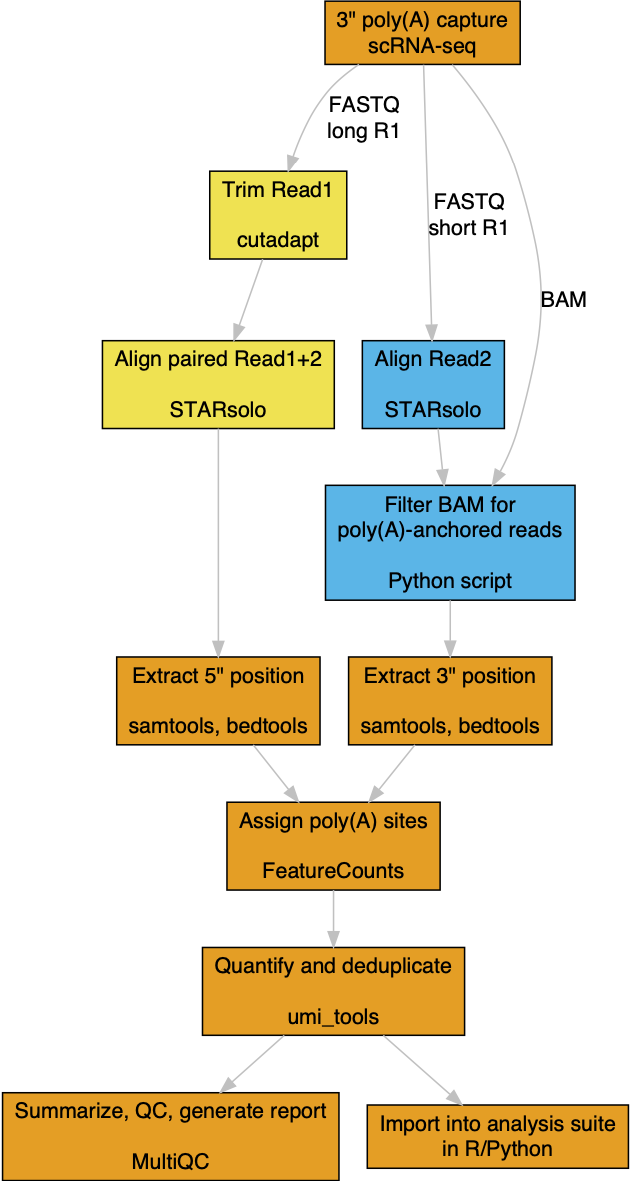 3" poly(A) capture
scRNA-seq
FASTQ
long R1
Trim Read1
cutadapt
FASTQ
short R1
BAM
Align paired Read1+2
STARsolo
Align Read2
STARsolo
Filter BAM for
poly(A)-anchored reads
Python script
Extract 5" position
samtools, bedtools
Extract 3" position
samtools, bedtools
Assign poly(A) sites
FeatureCounts
Quantify and deduplicate
umi_tools
Summarize, QC, generate report
MultiQC
Import into analysis suite
in R/Python